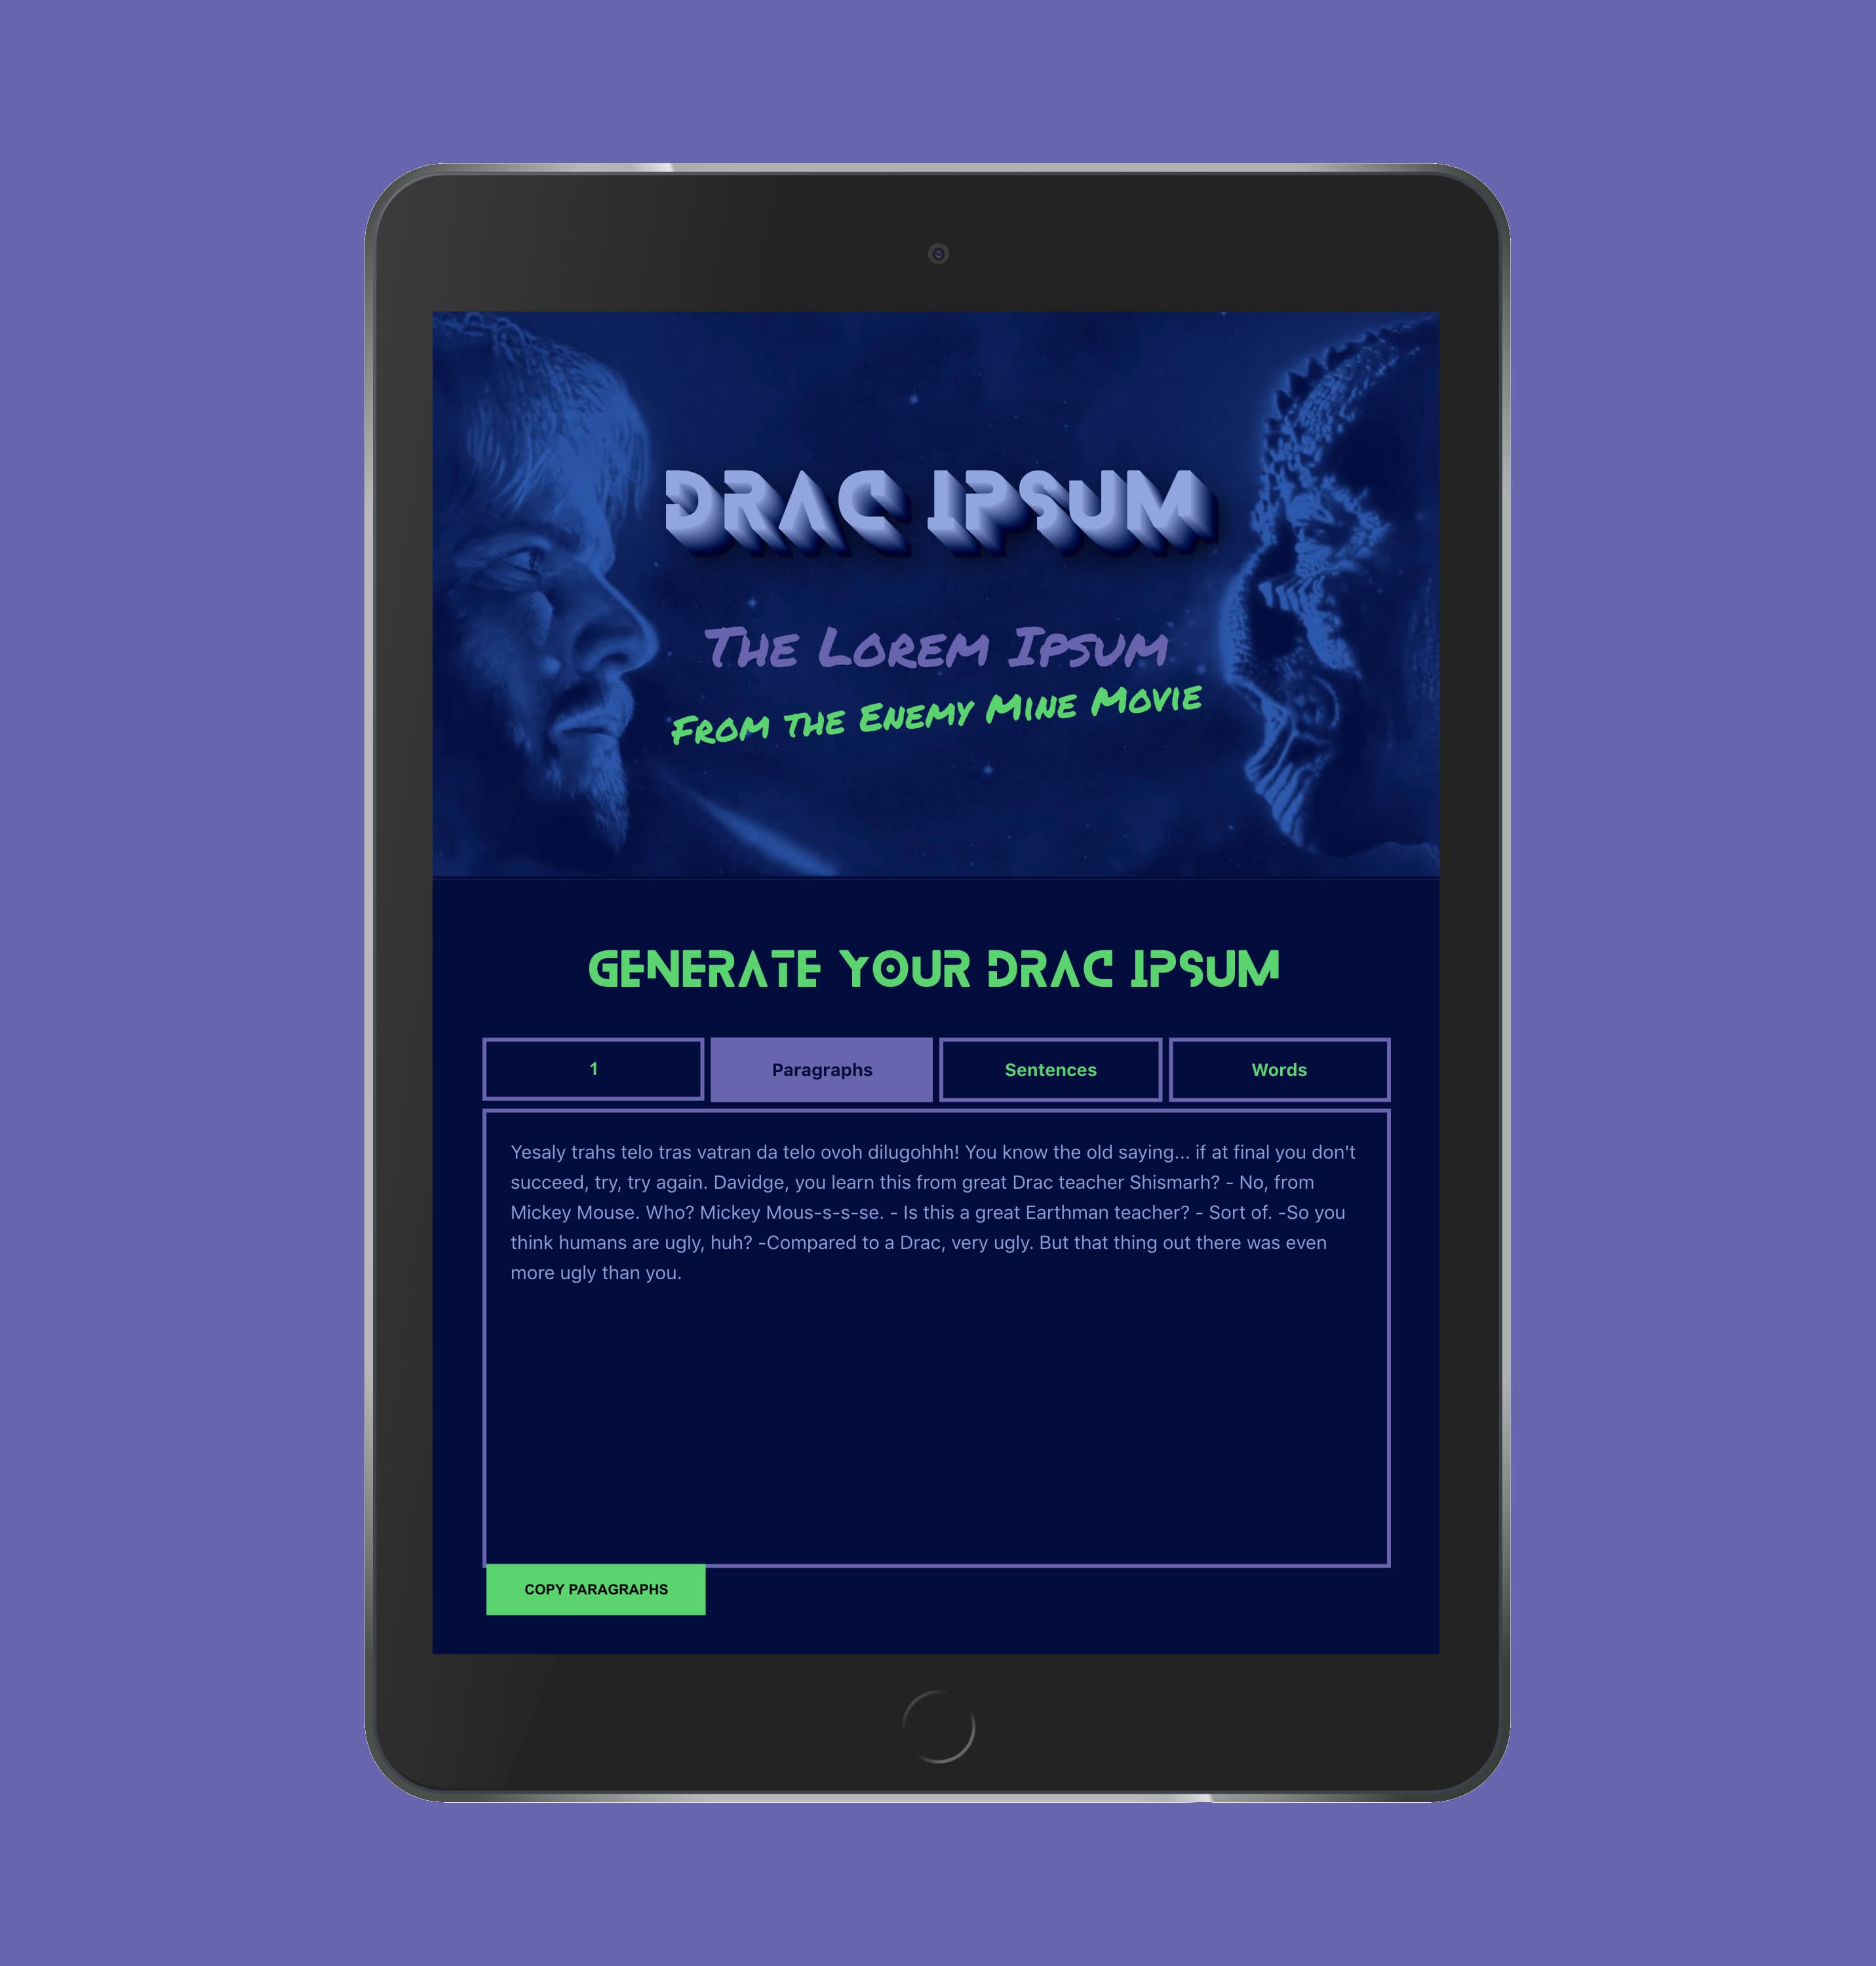 DRAC IPSUM
The Lorem Ipsum
From the Enemy Mine Movie
GENERATE YOUR DRAC IPSUM
1 Paragraphs Sentences Words
Yesaly trahs telo tras vatran da telo ovoh dilugohhh! You know the old saying... if at final you don't
succeed, try, try again. Davidge, you learn this from great Drac teacher Shismarh? - No, from
Mickey Mouse. Who? Mickey Mous-s-s-se. - Is this a great Earthman teacher? - Sort of. -So you
think humans are ugly, huh? -Compared to a Drac, very ugly. But that thing out there was even
more ugly than you.
COPY PARAGRAPHS